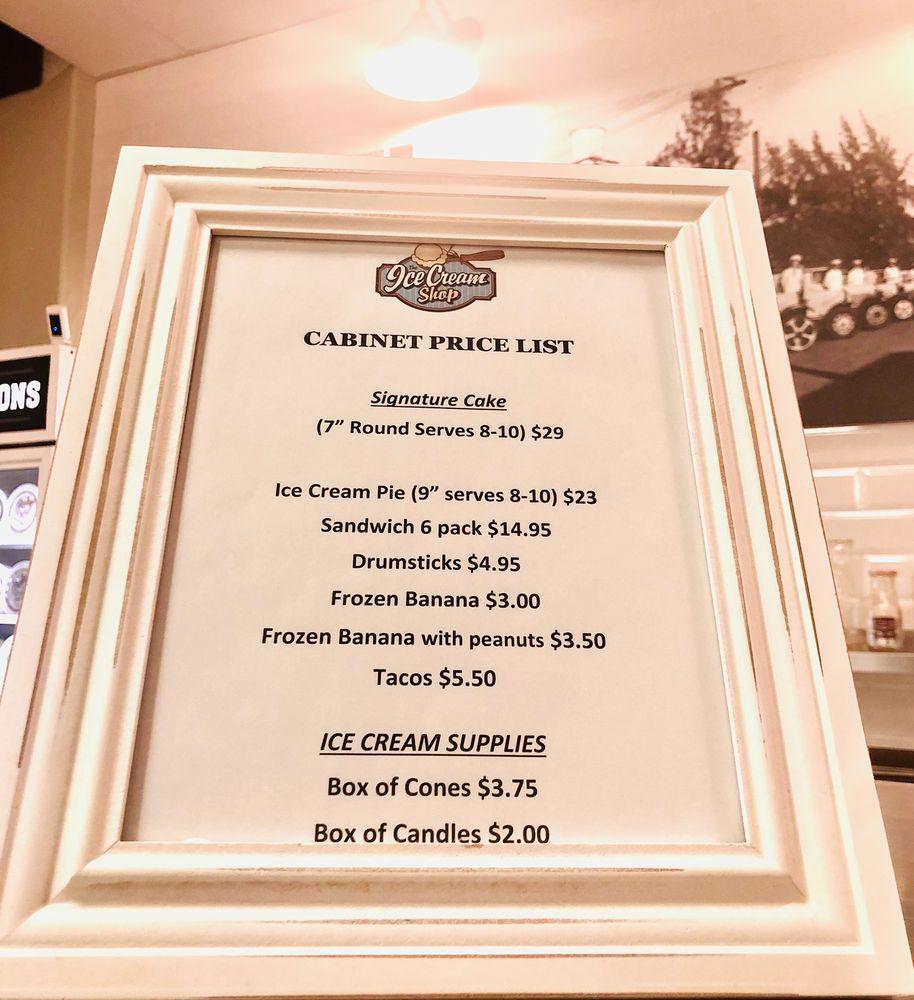 The
Ice Cream
Shop
CABINET PRICE LIST
Signature Cake
(7” Round Serves 8-10) $29
Ice Cream Pie (9” serves 8-10) $23
Sandwich 6 pack $14.95
Drumsticks $4.95
Frozen Banana $3.00
Frozen Banana with peanuts $3.50
Tacos $5.50
ICE CREAM SUPPLIES
Box of Cones $3.75
Box of Candles $2.00
ONS